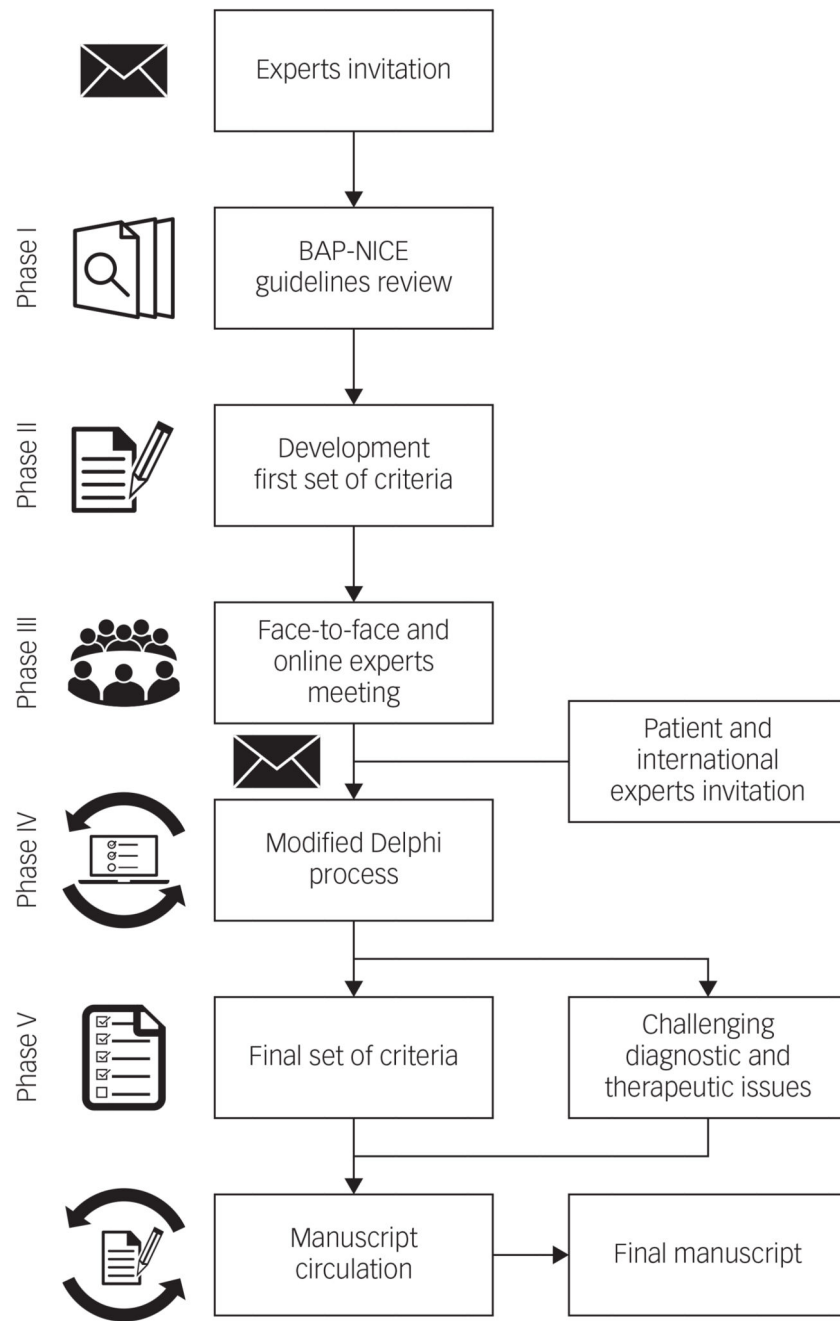 Experts invitation
Phase I
BAP-NICE
guidelines review
Phase II
Development
first set of criteria
Phase III
Face-to-face and
online experts
meeting
Patient and
international
experts invitation
Phase IV
Modified Delphi
process
Phase V
Final set of criteria
Challenging
diagnostic and
therapeutic issues
Manuscript
circulation
Final manuscript